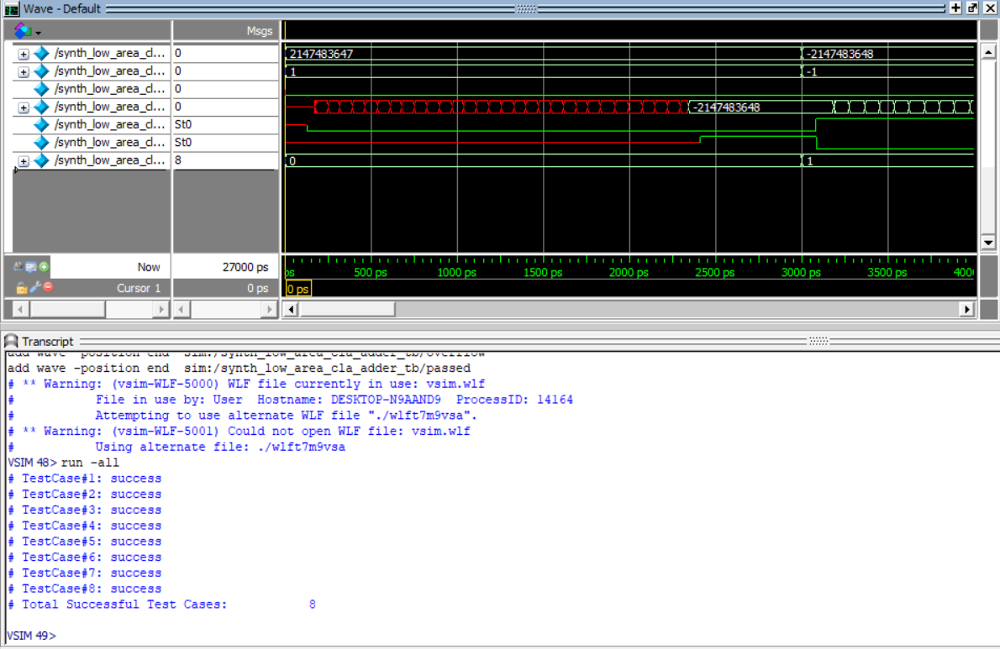 Wave - Default
Msgs
/synth_low_area_cl... 0 2147483647 -2147483648
/synth_low_area_cl... 0 1 -1
/synth_low_area_cl... 0
/synth_low_area_cl... 0 -2147483648
/synth_low_area_cl... St0
/synth_low_area_cl... St0
/synth_low_area_cl... 8 0 1
Now 27000 ps ps 500 ps 1000 ps 1500 ps 2000 ps 2500 ps 3000 ps 3500 ps 400
Cursor 1 0 ps 0 ps
Transcript
add wave -position end  sim:/synth_low_area_cla_adder_tb/overflow
add wave -position end  sim:/synth_low_area_cla_adder_tb/passed
# ** Warning: (vsim-WLF-5000) WLF file currently in use: vsim.wlf
#           File in use by: User  Hostname: DESKTOP-N9AAND9  ProcessID: 14164
#           Attempting to use alternate WLF file "./wlft7m9vsa".
# ** Warning: (vsim-WLF-5001) Could not open WLF file: vsim.wlf
#           Using alternate file: ./wlft7m9vsa
VSIM 48> run -all
# TestCase#1: success
# TestCase#2: success
# TestCase#3: success
# TestCase#4: success
# TestCase#5: success
# TestCase#6: success
# TestCase#7: success
# TestCase#8: success
# Total Successful Test Cases:           8
VSIM 49>